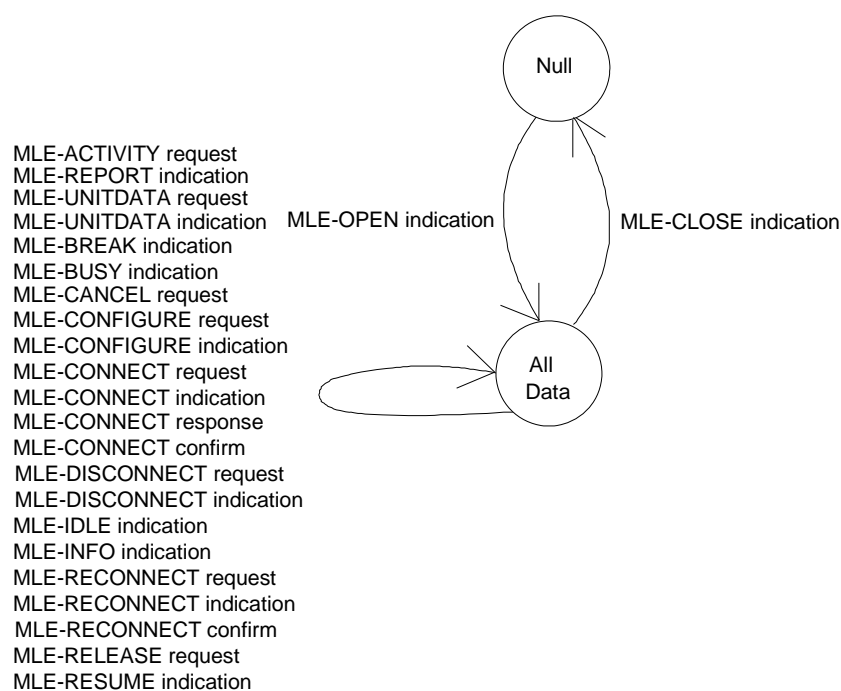 Null
MLE-ACTIVITY request
MLE-REPORT indication
MLE-UNITDATA request
MLE-UNITDATA indication
MLE-BREAK indication
MLE-BUSY indication
MLE-CANCEL request
MLE-CONFIGURE request
MLE-CONFIGURE indication
MLE-CONNECT request
MLE-CONNECT indication
MLE-CONNECT response
MLE-CONNECT confirm
MLE-DISCONNECT request
MLE-DISCONNECT indication
MLE-IDLE indication
MLE-INFO indication
MLE-RECONNECT request
MLE-RECONNECT indication
MLE-RECONNECT confirm
MLE-RELEASE request
MLE-RESUME indication
MLE-OPEN indication
MLE-CLOSE indication
All
Data